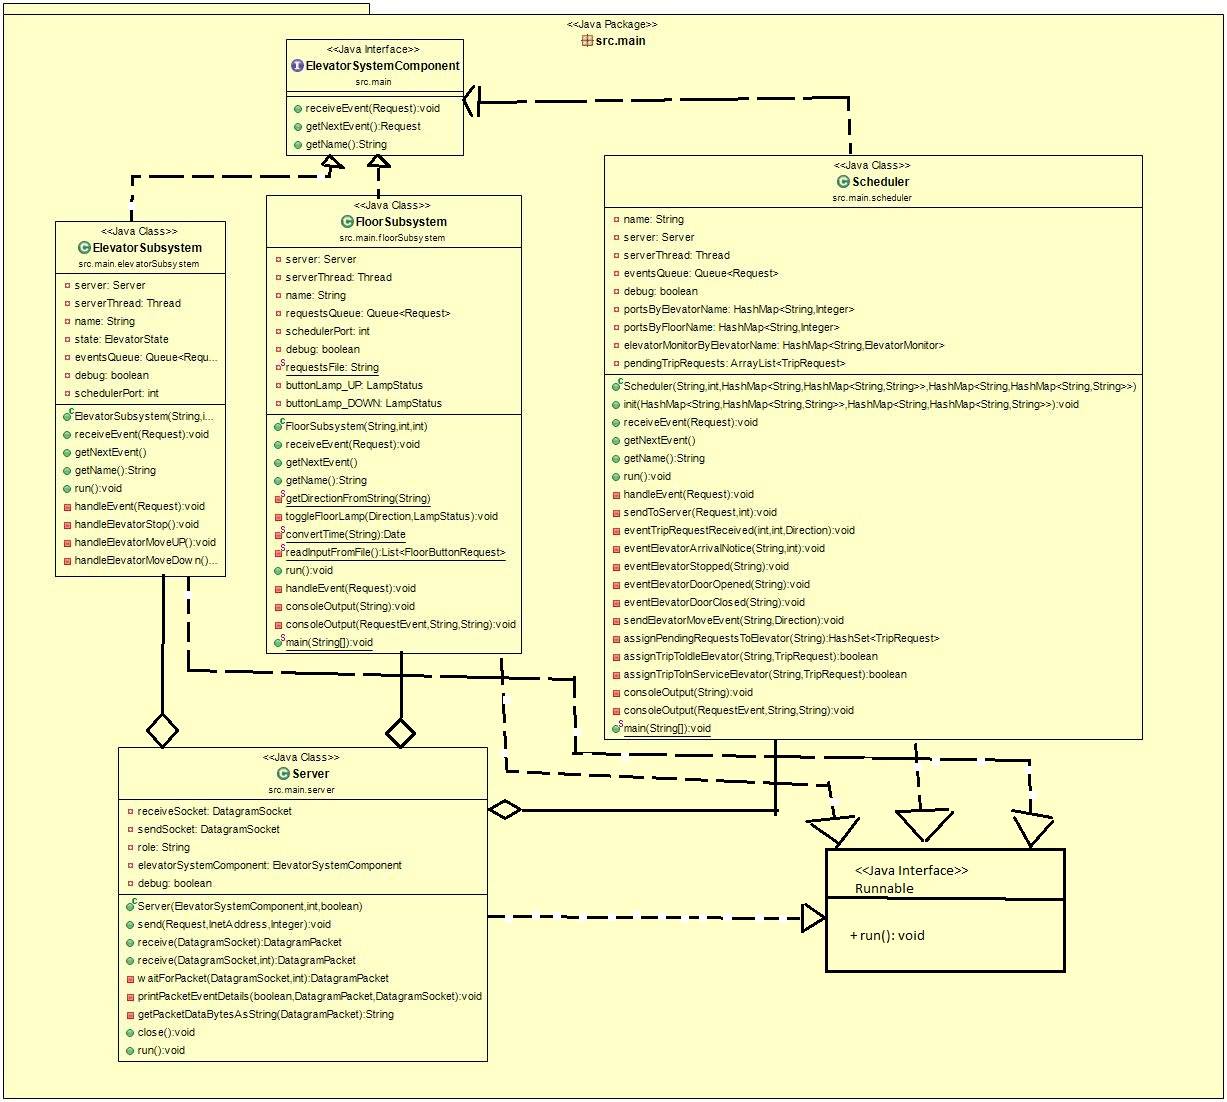 <<Java Package>>
src.main
<<Java Interface>>
ElevatorSystemComponent
src.main
receiveEvent(Request):void
getNextEvent():Request
getName():String
<<Java Class>>
ElevatorSubsystem
src.main.elevatorSubsystem
server: Server
serverThread: Thread
name: String
state: ElevatorState
eventsQueue: Queue<Requ...
debug: boolean
schedulerPort: int
ElevatorSubsystem(String,i...
receiveEvent(Request):void
getNextEvent()
getName():String
run():void
handleEvent(Request):void
handleElevatorStop():void
handleElevatorMoveUP():void
handleElevatorMoveDown()...
<<Java Class>>
FloorSubsystem
src.main.floorSubsystem
server: Server
serverThread: Thread
name: String
requestsQueue: Queue<Request>
schedulerPort: int
debug: boolean
requestsFile: String
buttonLamp_UP: LampStatus
buttonLamp_DOWN: LampStatus
FloorSubsystem(String,int,int)
receiveEvent(Request):void
getNextEvent()
getName():String
getDirectionFromString(String)
toggleFloorLamp(Direction,LampStatus):void
convertTime(String):Date
readInputFromFile():List<FloorButtonRequest>
run():void
handleEvent(Request):void
consoleOutput(String):void
consoleOutput(RequestEvent,String,String):void
main(String[]):void
<<Java Class>>
Scheduler
src.main.scheduler
name: String
server: Server
serverThread: Thread
eventsQueue: Queue<Request>
debug: boolean
portsByElevatorName: HashMap<String,Integer>
portsByFloorName: HashMap<String,Integer>
elevatorMonitorByElevatorName: HashMap<String,ElevatorMonitor>
pendingTripRequests: ArrayList<TripRequest>
Scheduler(String,int,HashMap<String,HashMap<String,String>>,HashMap<String,HashMap<String,String>>)
init(HashMap<String,HashMap<String,String>>,HashMap<String,HashMap<String,String>>):void
receiveEvent(Request):void
getNextEvent()
getName():String
run():void
handleEvent(Request):void
sendToServer(Request,int):void
eventTripRequestReceived(int,int,Direction):void
eventElevatorArrivalNotice(String,int):void
eventElevatorStopped(String):void
eventElevatorDoorOpened(String):void
eventElevatorDoorClosed(String):void
sendElevatorMoveEvent(String,Direction):void
assignPendingRequestsToElevator(String):HashSet<TripRequest>
assignTripToIdleElevator(String,TripRequest):boolean
assignTripToInServiceElevator(String,TripRequest):boolean
consoleOutput(String):void
consoleOutput(RequestEvent,String,String):void
main(String[]):void
<<Java Class>>
Server
src.main.server
receiveSocket: DatagramSocket
sendSocket: DatagramSocket
role: String
elevatorSystemComponent: ElevatorSystemComponent
debug: boolean
Server(ElevatorSystemComponent,int,boolean)
send(Request,InetAddress,Integer):void
receive(DatagramSocket):DatagramPacket
receive(DatagramSocket,int):DatagramPacket
waitForPacket(DatagramSocket,int):DatagramPacket
printPacketEventDetails(boolean,DatagramPacket,DatagramSocket):void
getPacketDataBytesAsString(DatagramPacket):String
close():void
run():void
<<Java Interface>>
Runnable
+ run(): void